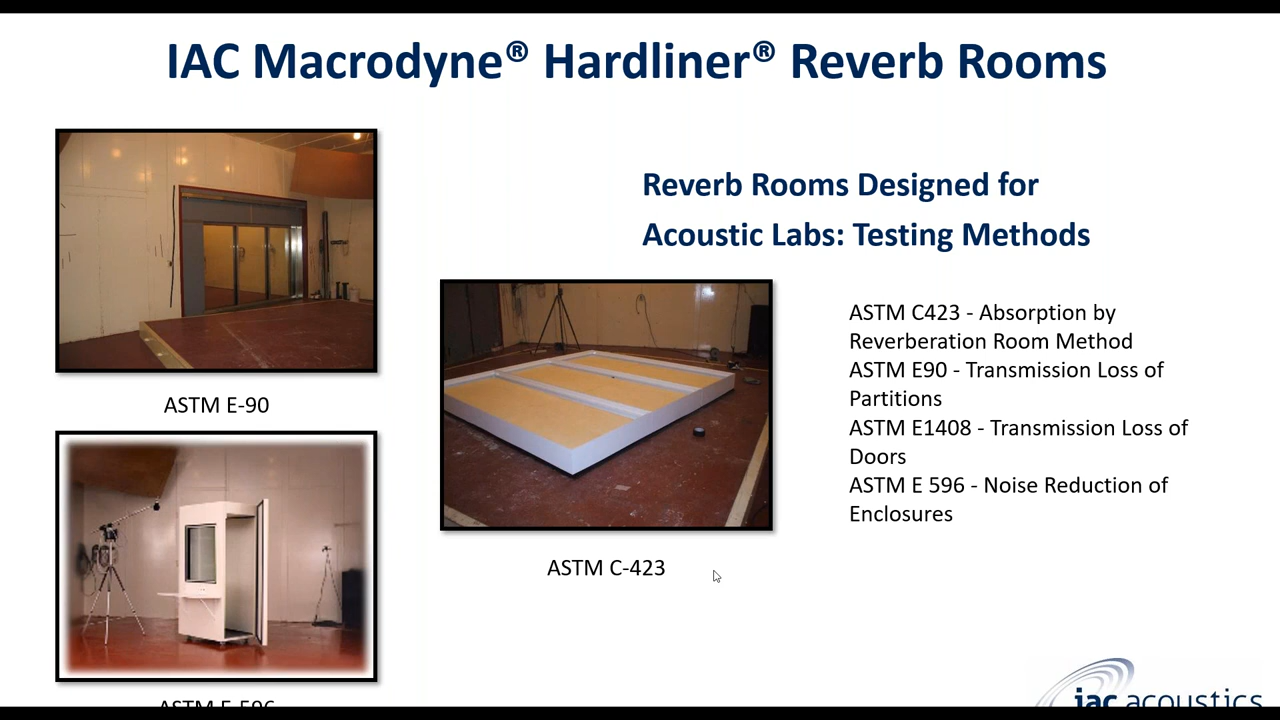 IAC Macrodyne® Hardliner® Reverb Rooms
Reverb Rooms Designed for
Acoustic Labs: Testing Methods
ASTM E-90
ASTM C423 - Absorption by
Reverberation Room Method
ASTM E90 - Transmission Loss of
Partitions
ASTM E1408 - Transmission Loss of
Doors
ASTM E 596 - Noise Reduction of
Enclosures
ASTM C-423
ASTM E-596
iac acoustics